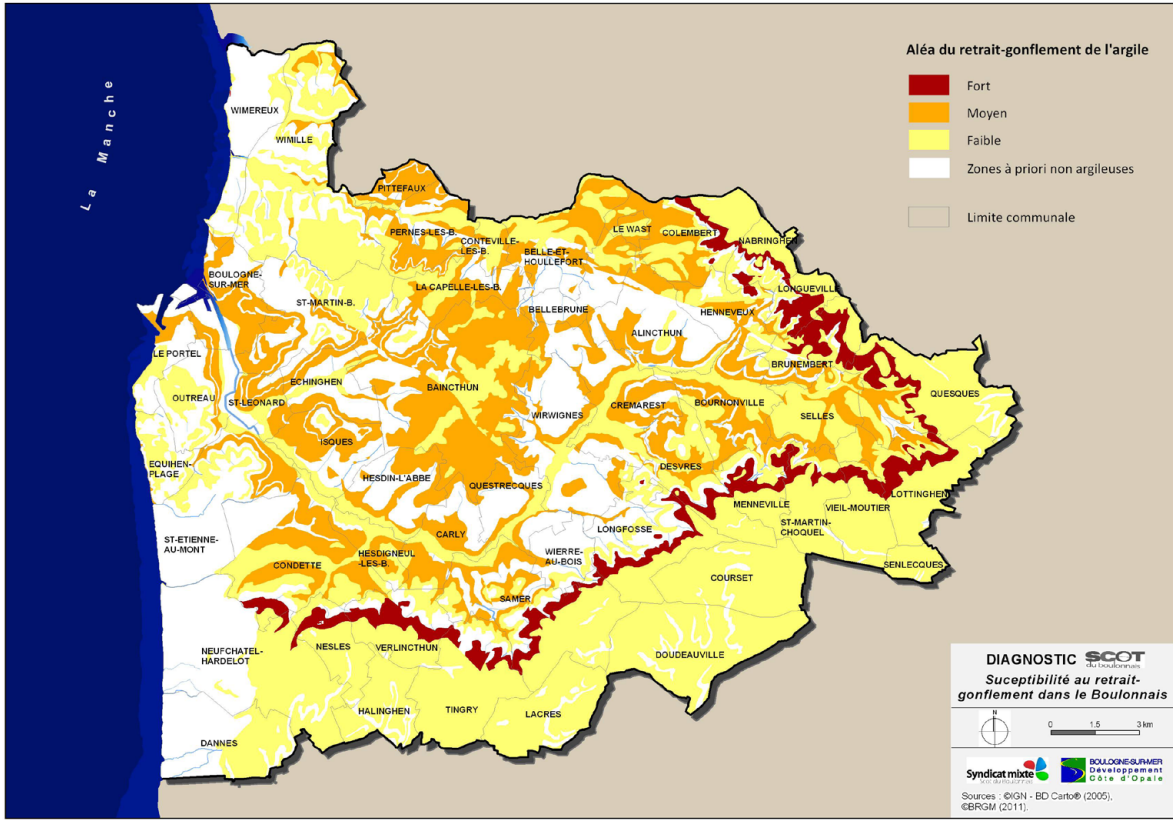 La Manche
Aléa du retrait-gonflement de l'argile
Fort
Moyen
Faible
Zones à priori non argileuses
Limite communale
WIMEREUX
WIMILLE
PITTEFAUX
PERNES-LES-B.
CONTEVILLE-
LES-B.
BELLE-ET-
HOULLEFORT
LE WAST
COLEMBERT
NABRINGHEN
BOULOGNE-
SUR-MER
ST-MARTIN-B.
LA CAPELLE-LES-B.
BELLEBRUNE
LONGUEVILLE
HENNEVEUX
ALINCTHUN
LE PORTEL
OUTREAU
ST-LEONARD
ECHINGHEN
BAINCTHUN
BRUNEMBERT
QUESQUES
ISQUES
WIRWIGNES
CREMAREST
BOURNONVILLE
SELLES
EQUIHEN-
PLAGE
HESDIN-L'ABBE
QUESTRECQUES
DESVRES
LOTTINGHEN
MENNEVILLE
VIEIL-MOUTIER
ST-MARTIN-
CHOQUEL
SENLECQUES
ST-ETIENNE-
AU-MONT
CARLY
LONGFOSSE
WIERRE-
AU-BOIS
CONDETTE
HESDIGNEUL
-LES-B.
SAMER
COURSET
NEUFCHATEL-
HARDELOT
NESLES
VERLINCTHUN
DOUDEAUVILLE
HALINGHEN
TINGRY
LACRES
DANNES
DIAGNOSTIC SCOT
du boulonnais
Suceptibilité au retrait-
gonflement dans le Boulonnais
N
0 1.5 3 km
Syndicat mixte
Scot du Boulonnais
BOULOGNE-SUR-MER
Développement
Côte d'Opale
Sources : ©IGN - BD Carto® (2005),
©BRGM (2011).